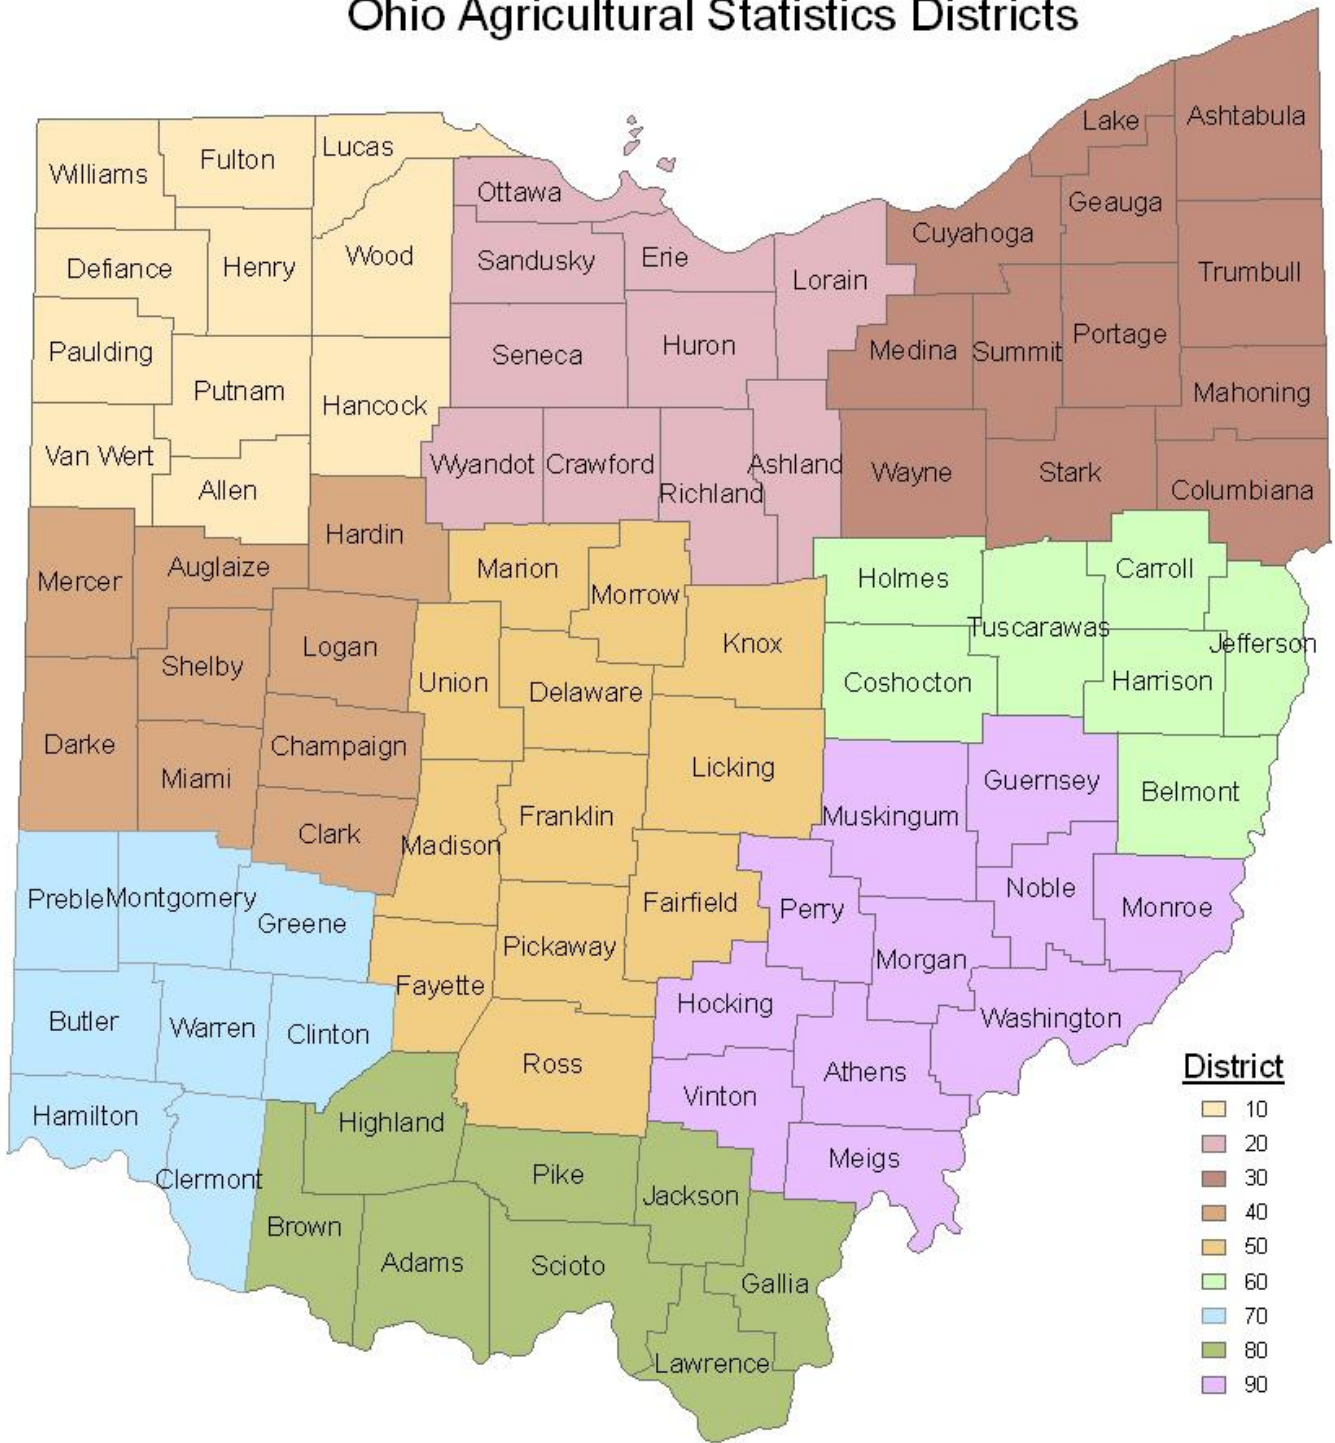 Ohio Agricultural Statistics Districts
Lake
Ashtabula
Lucas
Fulton
Williams
Ottawa
Geauga
Cuyahoga
Wood
Erie
Sandusky
Henry
Defiance
Lorain
Trumbull
Portage
Huron
Medina
Summit
Paulding
Seneca
Putnam
Mahoning
Hancock
Van Wert
Wyandot
Crawford
Ashland
Wayne
Stark
Allen
Richland
Columbiana
Hardin
Auglaize
Marion
Carroll
Mercer
Holmes
Morrow
Tuscarawas
Knox
Jefferson
Logan
Shelby
Union
Coshocton
Harrison
Delaware
Darke
Champaign
Licking
Miami
Guernsey
Belmont
Franklin
Muskingum
Clark
Madison
Noble
Preble
Montgomery
Fairfield
Perry
Monroe
Greene
Pickaway
Morgan
Fayette
Hocking
Washington
Butler
Warren
Clinton
Ross
Athens
Vinton
Hamilton
Highland
Meigs
Pike
Clermont
Jackson
Brown
Adams
Scioto
Gallia
Lawrence
District
10
20
30
40
50
60
70
80
90